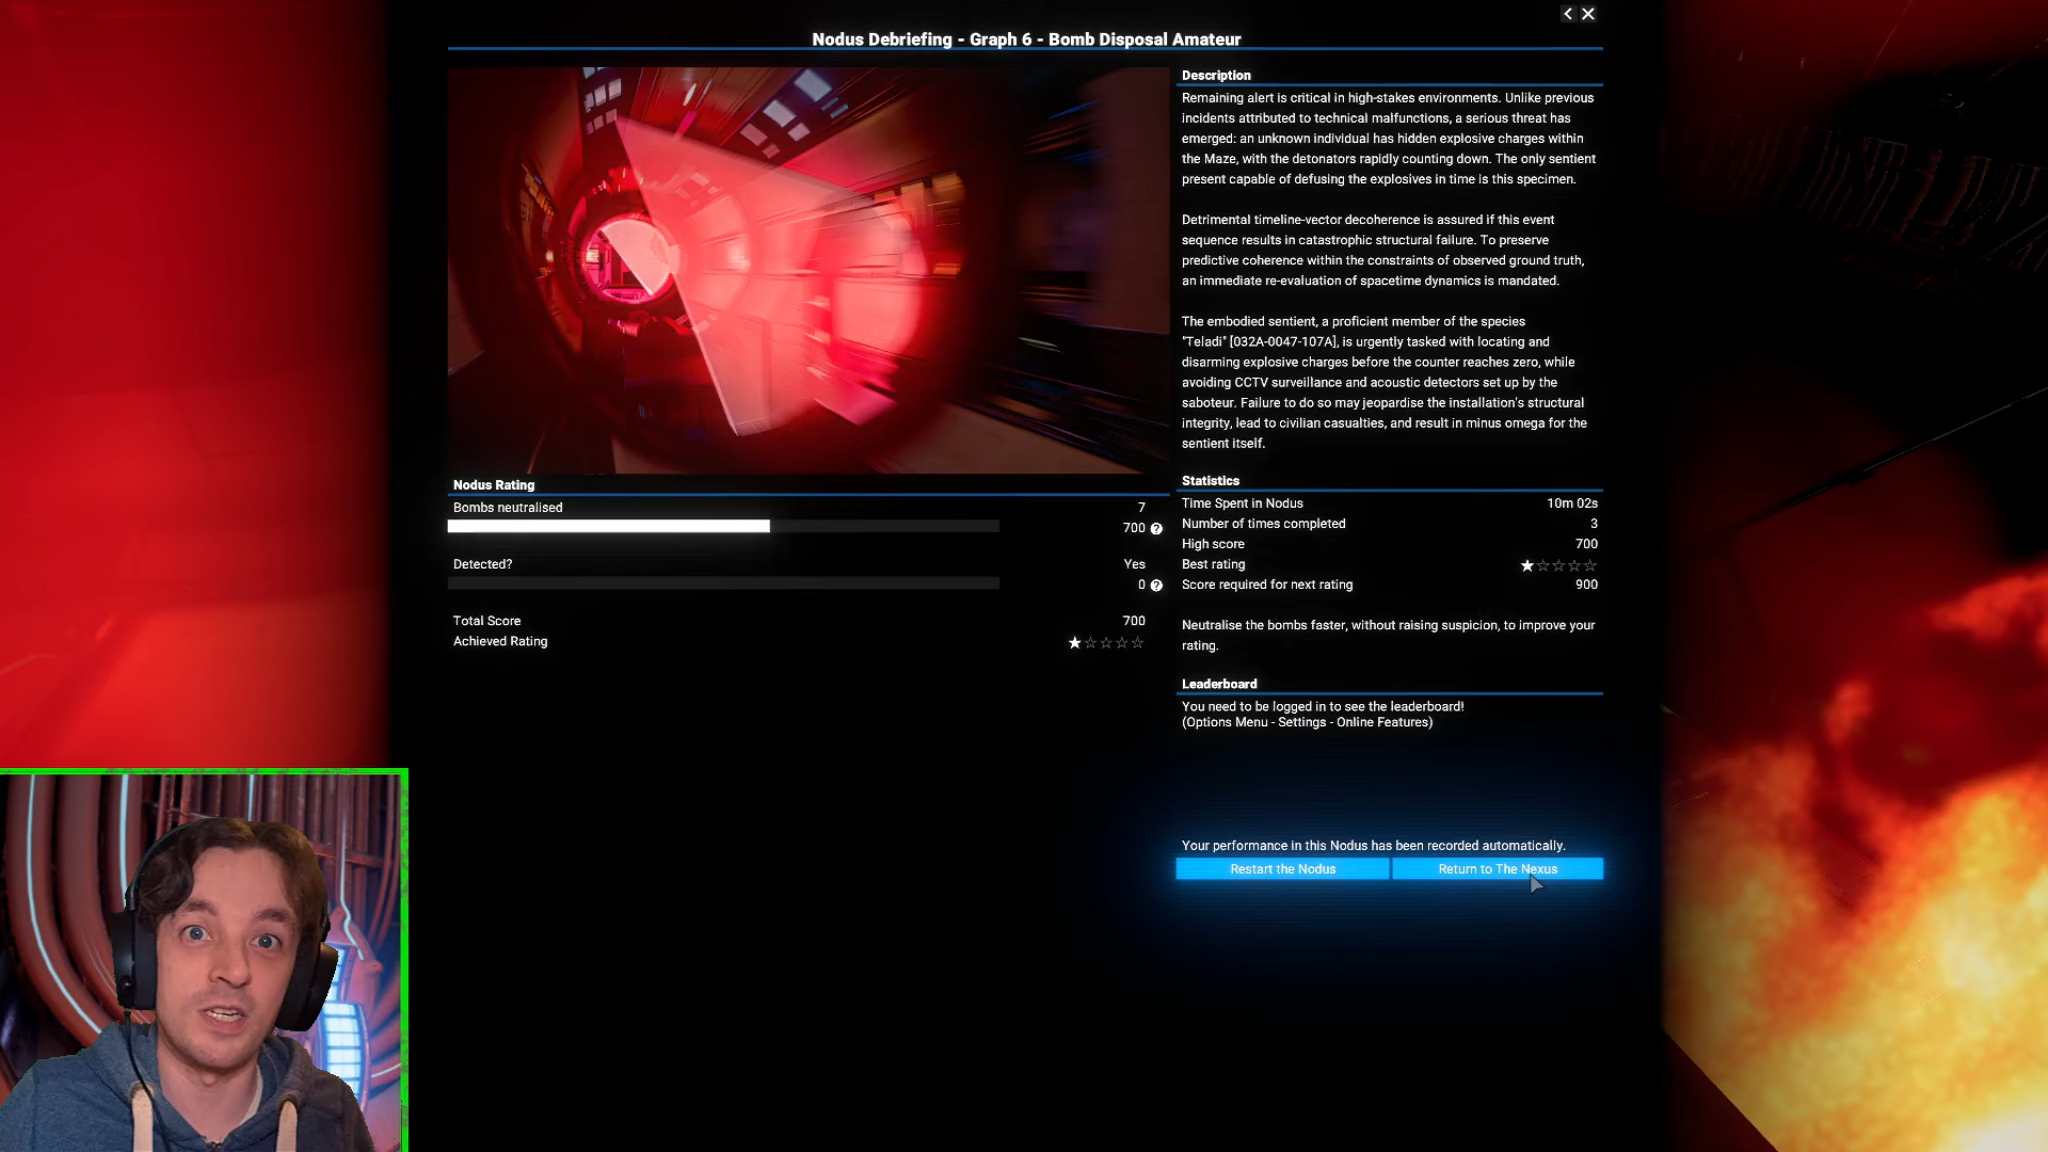 Nodus Debriefing - Graph 6 - Bomb Disposal Amateur
Description
Remaining alert is critical in high-stakes environments. Unlike previous
incidents attributed to technical malfunctions, a serious threat has
emerged: an unknown individual has hidden explosive charges within
the Maze, with the detonators rapidly counting down. The only sentient
present capable of defusing the explosives in time is this specimen.
Detrimental timeline-vector decoherence is assured if this event
sequence results in catastrophic structural failure. To preserve
predictive coherence within the constraints of observed ground truth,
an immediate re-evaluation of spacetime dynamics is mandated.
The embodied sentient, a proficient member of the species
"Teladi" [032A-0047-107A], is urgently tasked with locating and
disarming explosive charges before the counter reaches zero, while
avoiding CCTV surveillance and acoustic detectors set up by the
saboteur. Failure to do so may jeopardise the installation's structural
integrity, lead to civilian casualties, and result in minus omega for the
sentient itself.
Nodus Rating
Bombs neutralised 7
700 ?
Detected? Yes
0 ?
Total Score 700
Achieved Rating ★☆☆☆☆
Statistics
Time Spent in Nodus 10m 02s
Number of times completed 3
High score 700
Best rating ★☆☆☆☆
Score required for next rating 900
Neutralise the bombs faster, without raising suspicion, to improve your
rating.
Leaderboard
You need to be logged in to see the leaderboard!
(Options Menu - Settings - Online Features)
Your performance in this Nodus has been recorded automatically.
Restart the Nodus Return to The Nexus